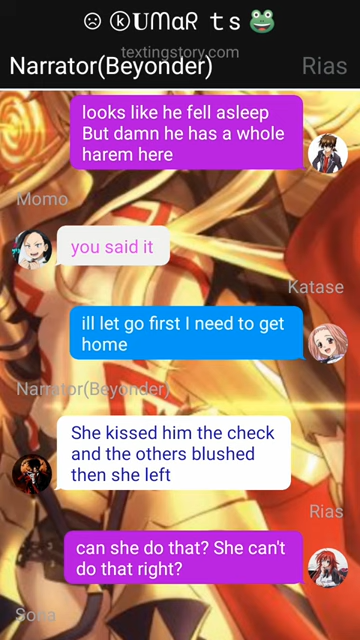 ☹ ⓚUMαR t s 🐸
textingstory.com
Narrator(Beyonder)
Rias
looks like he fell asleep
But damn he has a whole
harem here
Momo
you said it
Katase
ill let go first I need to get
home
Narrator(Beyonder)
She kissed him the check
and the others blushed
then she left
Rias
can she do that? She can't
do that right?
Sona